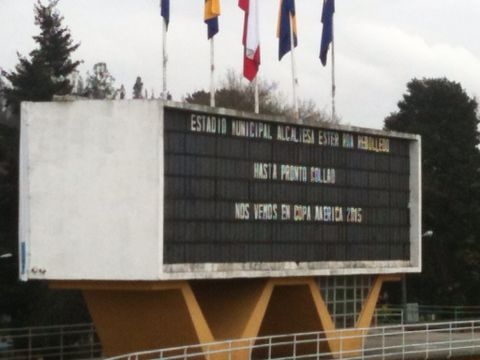 ESTADIO MUNICIPAL ALCALDESA ESTER ROA REBOLLEDO
HASTA PRONTO COLLAO
NOS VEMOS EN COPA AMERICA 2015